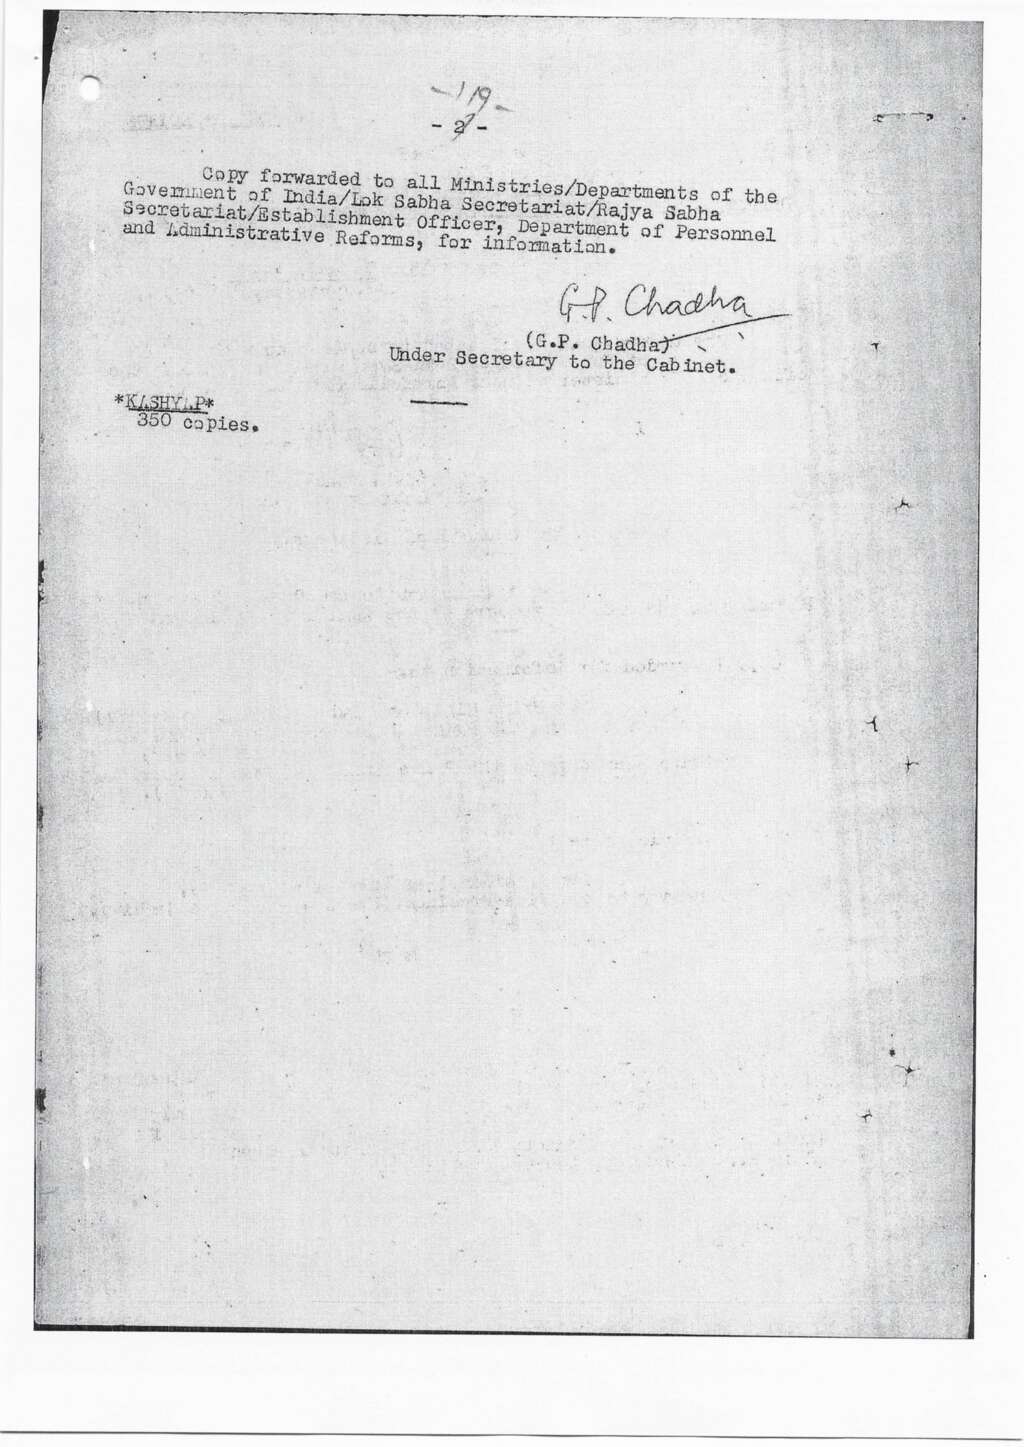 119
- 2 -
Copy forwarded to all Ministries/Departments of the
Government of India/Lok Sabha Secretariat/Rajya Sabha
Secretariat/Establishment Officer, Department of Personnel
and Administrative Reforms, for information.
G.P. Chadha
(G.P. Chadha)
Under Secretary to the Cabinet.
*KASHYAP*
350 copies.